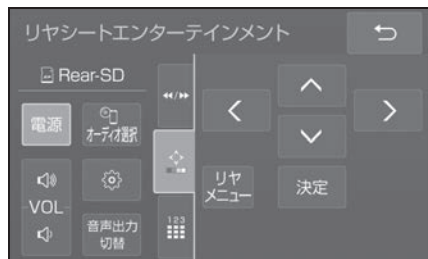 リヤシートエンターテインメント
Rear-SD
電源
オーディオ選択
VOL
音声出力
切替
123
リヤ
メニュー
決定